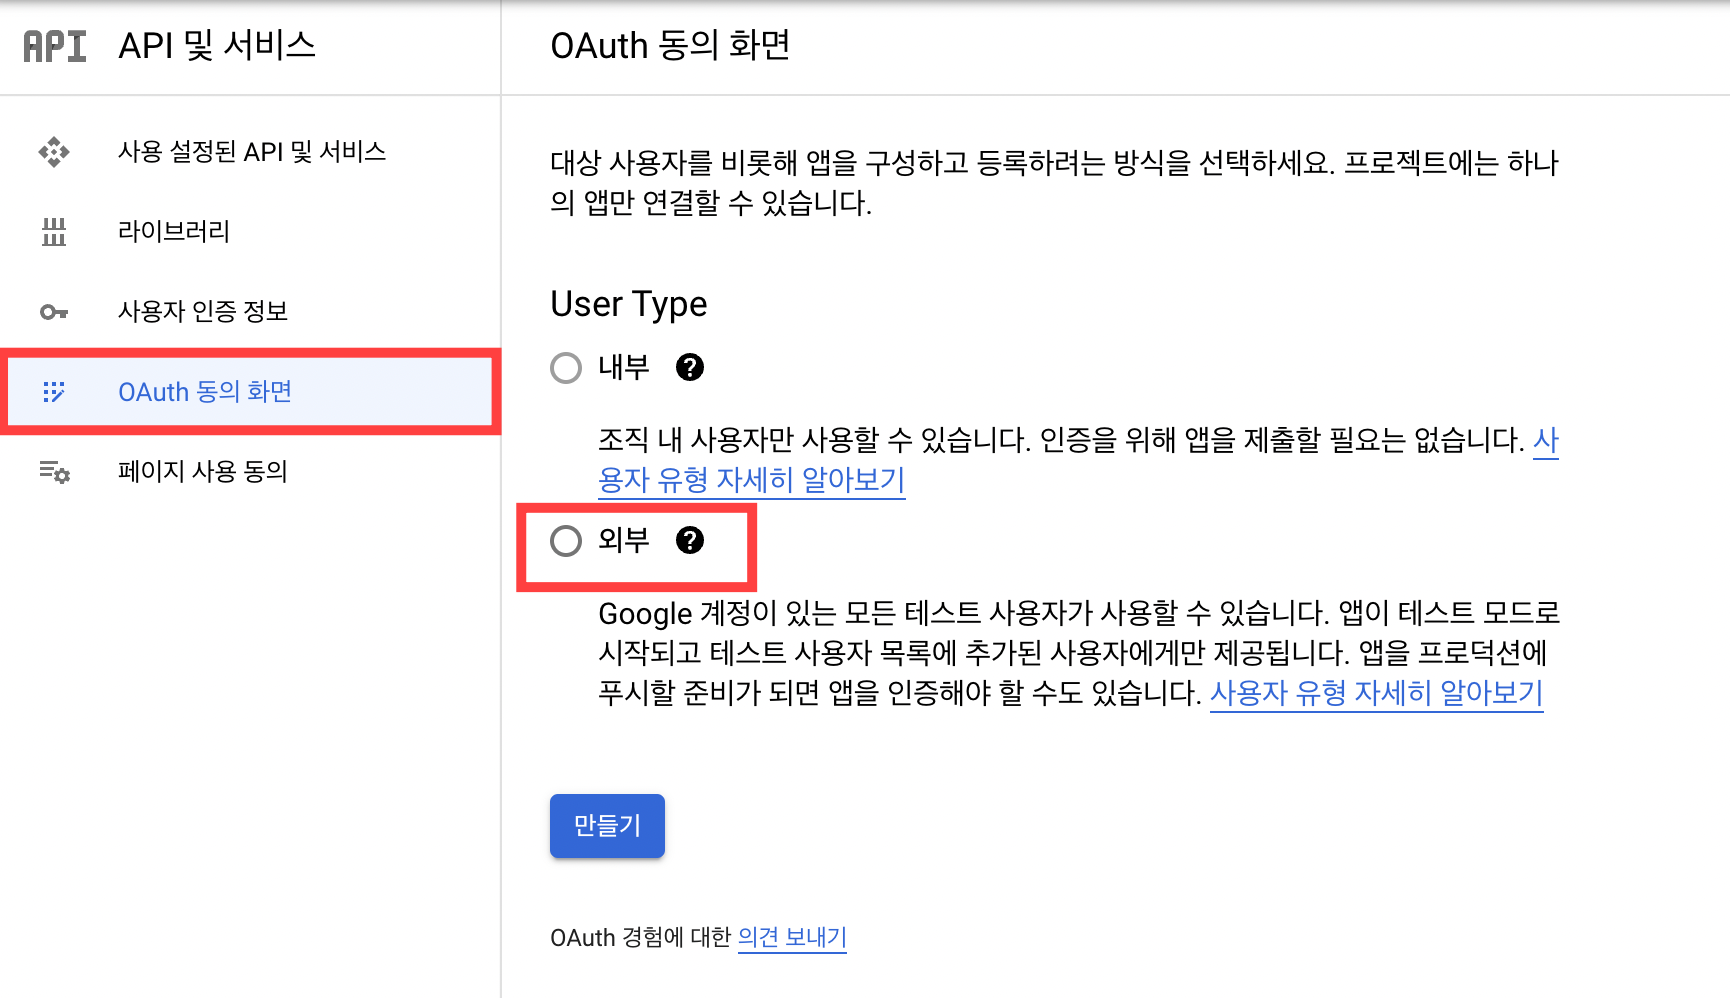 API API 및 서비스
사용 설정된 API 및 서비스
라이브러리
사용자 인증 정보
OAuth 동의 화면
페이지 사용 동의
OAuth 동의 화면
대상 사용자를 비롯해 앱을 구성하고 등록하려는 방식을 선택하세요. 프로젝트에는 하나
의 앱만 연결할 수 있습니다.
User Type
내부 ?
조직 내 사용자만 사용할 수 있습니다. 인증을 위해 앱을 제출할 필요는 없습니다. 사
용자 유형 자세히 알아보기
외부 ?
Google 계정이 있는 모든 테스트 사용자가 사용할 수 있습니다. 앱이 테스트 모드로
시작되고 테스트 사용자 목록에 추가된 사용자에게만 제공됩니다. 앱을 프로덕션에
푸시할 준비가 되면 앱을 인증해야 할 수도 있습니다. 사용자 유형 자세히 알아보기
만들기
OAuth 경험에 대한 의견 보내기